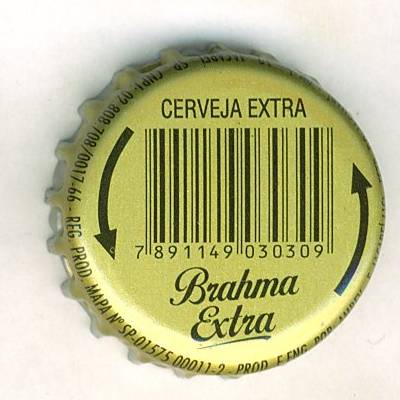 CERVEJA EXTRA
7 891149 030309
Brahma
Extra
CNPJ 02.808.708/0017-66 - REG. PROD. MAPA Nº SP-01575 00011-2 - PROD. E ENG. POR